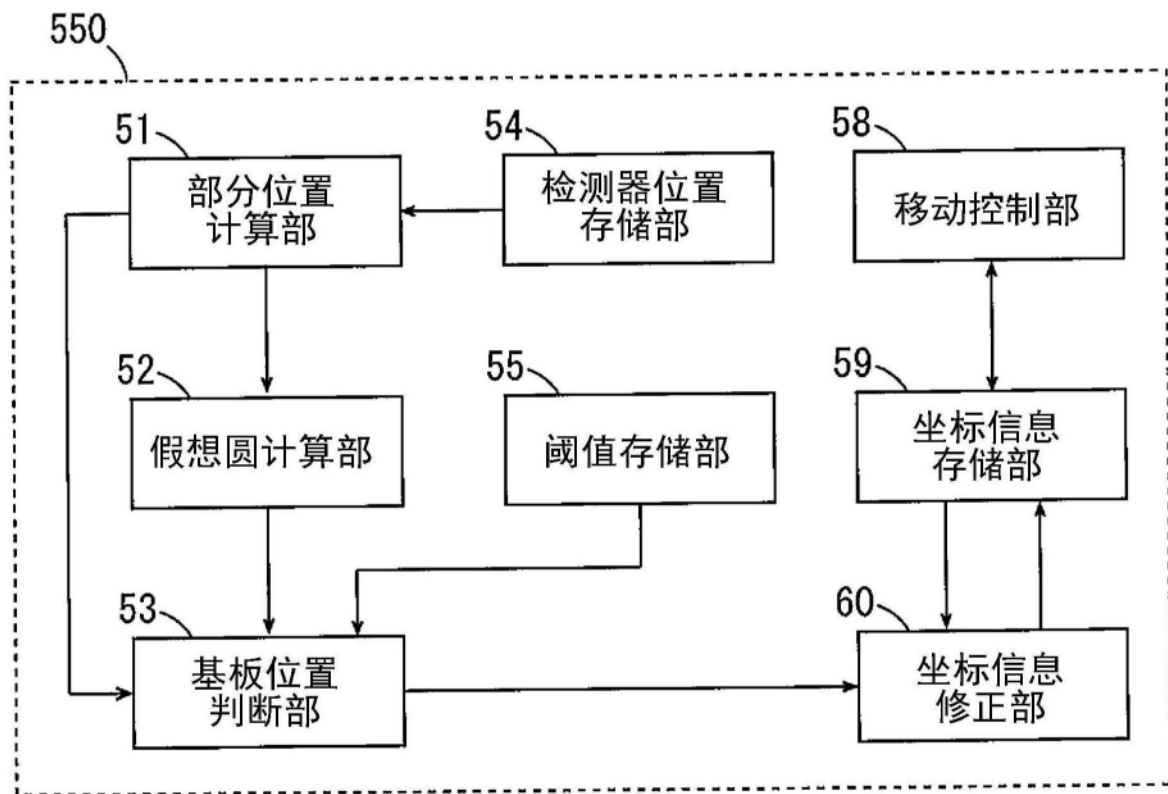 550
51
部分位置
计算部
54
检测器位置
存储部
58
移动控制部
52
假想圆计算部
55
阈值存储部
59
坐标信息
存储部
53
基板位置
判断部
60
坐标信息
修正部